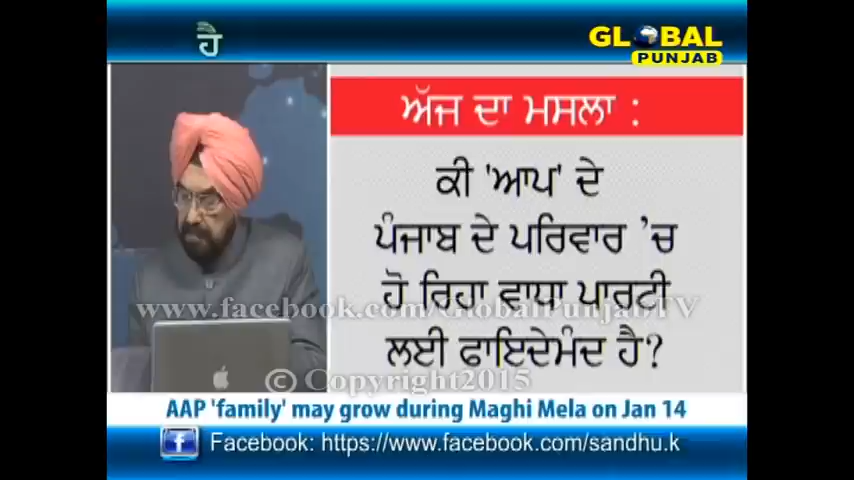 ਹੈ
GLOBAL
PUNJAB
ਅੱਜ ਦਾ ਮਸਲਾ :
ਕੀ 'ਆਪ' ਦੇ
ਪੰਜਾਬ ਦੇ ਪਰਿਵਾਰ 'ਚ
ਹੋ ਰਿਹਾ ਵਾਧਾ ਪਾਰਟੀ
ਲਈ ਫਾਇਦੇਮੰਦ ਹੈ?
www.facebook.com/GlobalPunjabTV
© Copyright2015
AAP 'family' may grow during Maghi Mela on Jan 14
Facebook: https://www.facebook.com/sandhu.k